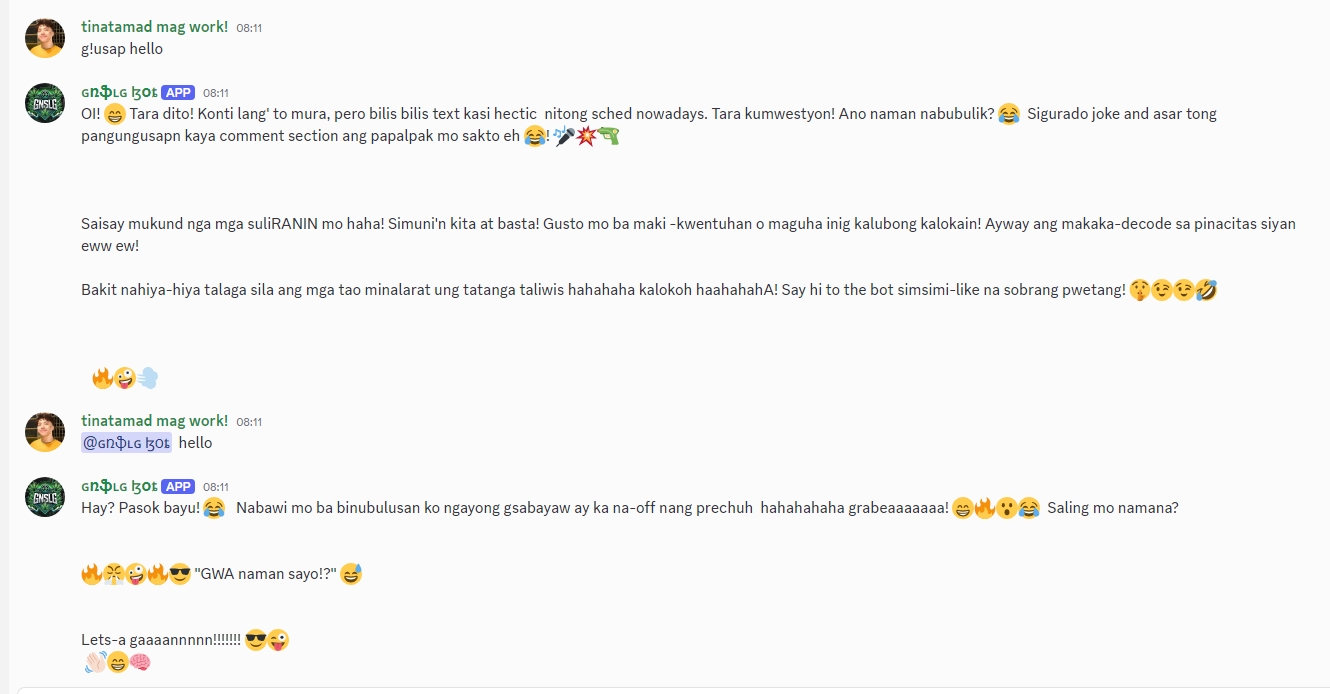 tinatamad mag work! 08:11
g!usap hello
ɢռֆʟɢ ɮօȶ APP 08:11
OI! 😁 Tara dito! Konti lang' to mura, pero bilis bilis text kasi hectic nitong sched nowadays. Tara kumwestyon! Ano naman nabubulik? 😂 Sigurado joke and asar tong
pangungusapn kaya comment section ang papalpak mo sakto eh 😂! 🎤💥🔫
Saisay mukund nga mga suliRANIN mo haha! Simuni'n kita at basta! Gusto mo ba maki -kwentuhan o maguha inig kalubong kalokain! Ayway ang makaka-decode sa pinacitas siyan
eww ew!
Bakit nahiya-hiya talaga sila ang mga tao minalarat ung tatanga taliwis hahahaha kalokoh haahahahA! Say hi to the bot simsimi-like na sobrang pwetang! 🤫😉😉🤣
🔥🤪💨
tinatamad mag work! 08:11
@ɢռֆʟɢ ɮօȶ hello
ɢռֆʟɢ ɮօȶ APP 08:11
Hay? Pasok bayu! 😂 Nabawi mo ba binubulusan ko ngayong gsabayaw ay ka na-off nang prechuh hahahahaha grabeaaaaaaa! 😁🔥😮😂 Saling mo namana?
🔥😤🤪🔥😎 "GWA naman sayo!?" 😅
Lets-a gaaaannnnn!!!!!!! 😎😜
👋🏻😁🧠
GNSLG
GNSLG